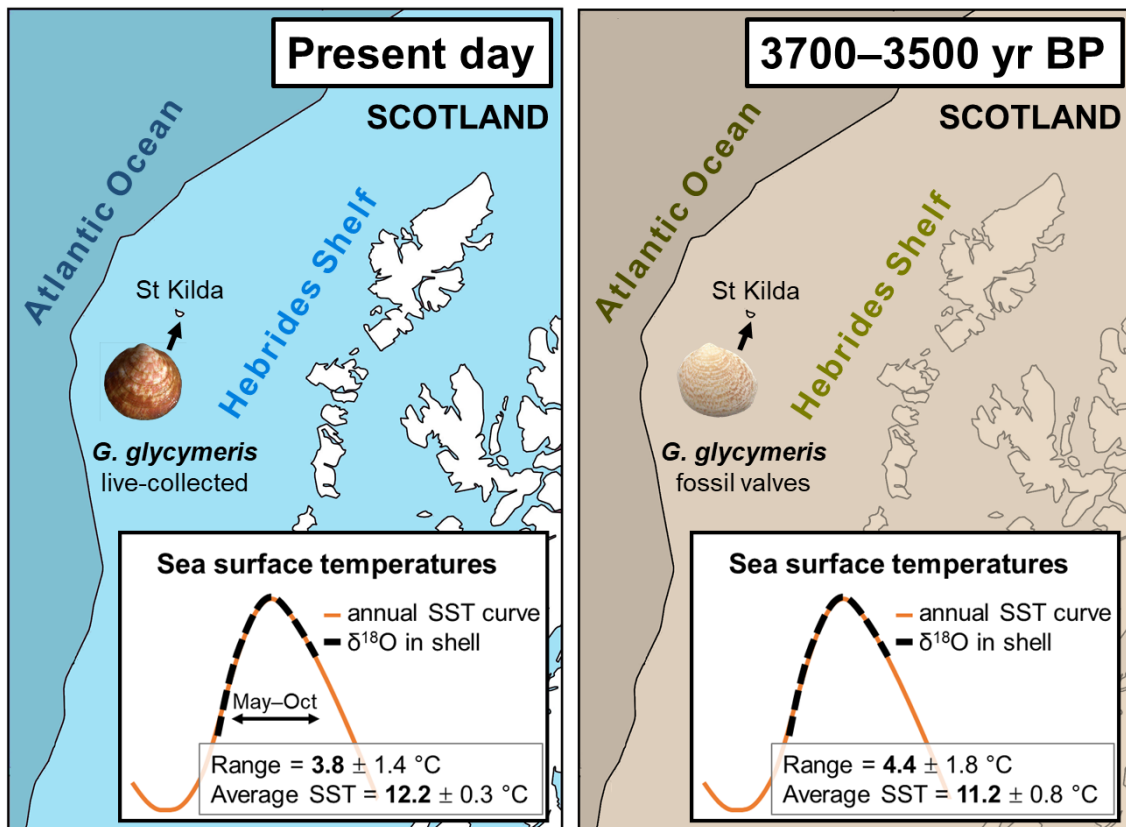 Present day
SCOTLAND
Atlantic Ocean
Hebrides Shelf
St Kilda
G. glycymeris
live-collected
Sea surface temperatures
annual SST curve
δ¹⁸O in shell
May–Oct
Range = 3.8 ± 1.4 °C
Average SST = 12.2 ± 0.3 °C
3700–3500 yr BP
SCOTLAND
Atlantic Ocean
Hebrides Shelf
St Kilda
G. glycymeris
fossil valves
Sea surface temperatures
annual SST curve
δ¹⁸O in shell
Range = 4.4 ± 1.8 °C
Average SST = 11.2 ± 0.8 °C